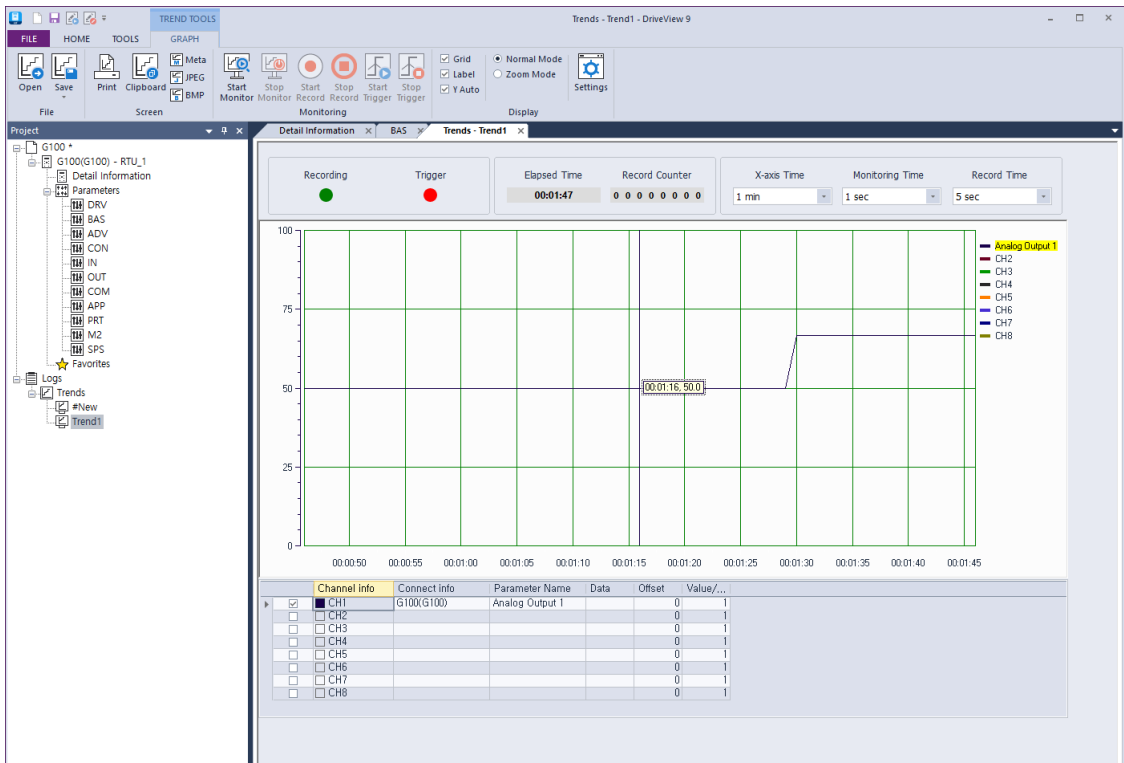 TREND TOOLS
Trends - Trend1 - DriveView 9
FILE HOME TOOLS GRAPH
Open
Save
Print
Clipboard
Meta
JPEG
BMP
Start Monitor
Stop Monitor
Start Record
Stop Record
Start Trigger
Stop Trigger
Grid
Label
Y Auto
Normal Mode
Zoom Mode
Settings
File Screen Monitoring Display
Project
G100 *
G100(G100) - RTU_1
Detail Information
Parameters
DRV
BAS
ADV
CON
IN
OUT
COM
APP
PRT
M2
SPS
Favorites
Logs
Trends
#New
Trend1
Detail Information BAS Trends - Trend1
Recording Trigger Elapsed Time Record Counter X-axis Time Monitoring Time Record Time
00:01:47 0 0 0 0 0 0 0 0 1 min 1 sec 5 sec
100
75
50
25
0
00:01:16, 50.0
00:00:50 00:00:55 00:01:00 00:01:05 00:01:10 00:01:15 00:01:20 00:01:25 00:01:30 00:01:35 00:01:40 00:01:45
Analog Output 1
CH2
CH3
CH4
CH5
CH6
CH7
CH8
Channel info Connect info Parameter Name Data Offset Value/...
CH1 G100(G100) Analog Output 1 0 1
CH2 0 1
CH3 0 1
CH4 0 1
CH5 0 1
CH6 0 1
CH7 0 1
CH8 0 1